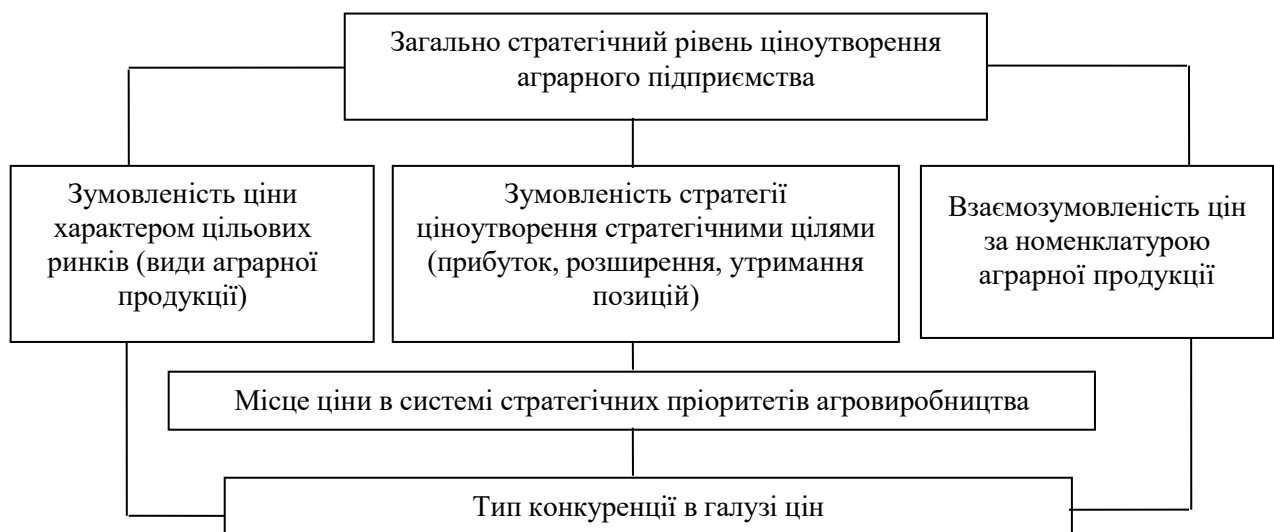 Загально стратегічний рівень ціноутворення
аграрного підприємства
Зумовленість ціни
характером цільових
ринків (види аграрної
продукції)
Зумовленість стратегії
ціноутворення стратегічними цілями
(прибуток, розширення, утримання
позицій)
Взаємозумовленість цін
за номенклатурою
аграрної продукції
Місце ціни в системі стратегічних пріоритетів агровиробництва
Тип конкуренції в галузі цін